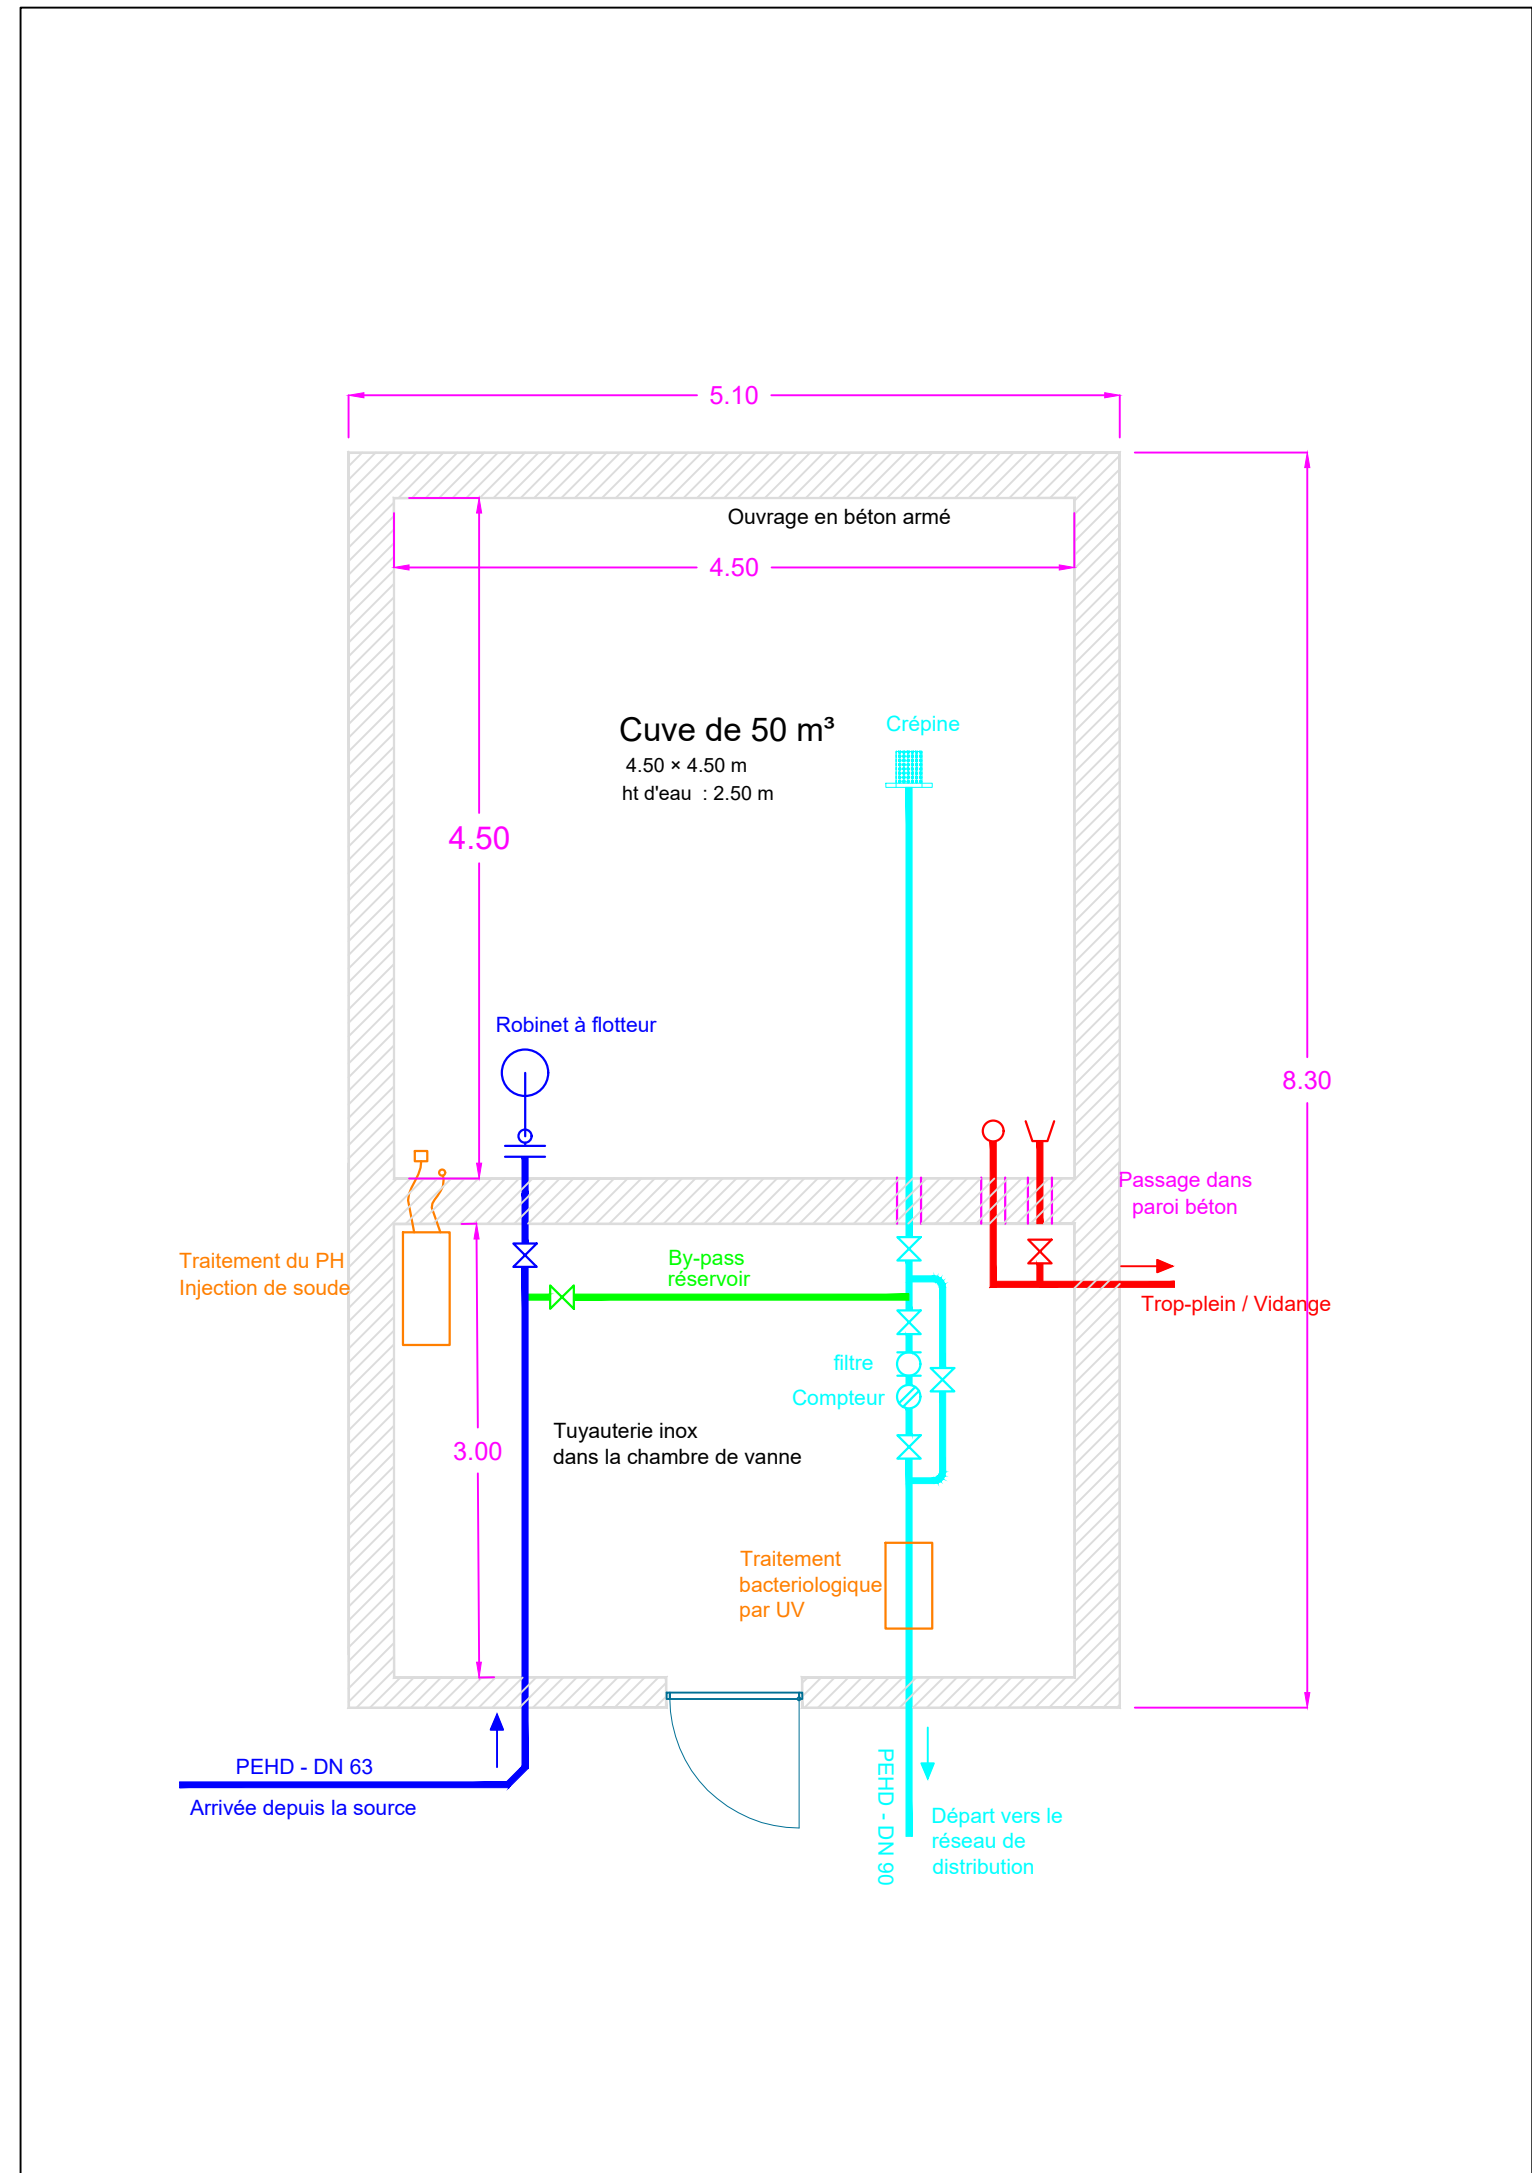 5.10
Ouvrage en béton armé
4.50
Cuve de 50 m³
4.50 × 4.50 m
ht d'eau : 2.50 m
Crépine
4.50
Robinet à flotteur
8.30
Passage dans
paroi béton
Traitement du PH
Injection de soude
By-pass
réservoir
Trop-plein / Vidange
filtre
Compteur
Tuyauterie inox
dans la chambre de vanne
3.00
Traitement
bacteriologique
par UV
PEHD - DN 63
Arrivée depuis la source
PEHD - DN 90
Départ vers le
réseau de
distribution